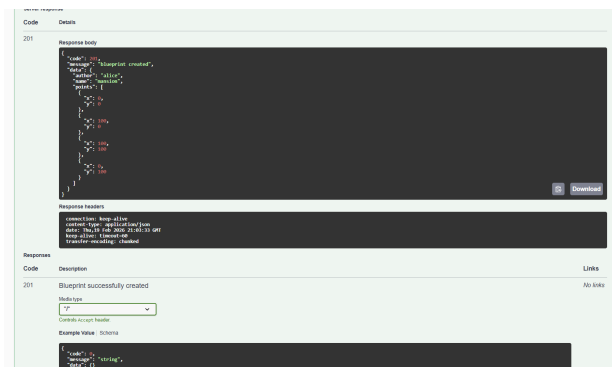 Server response
Code Details
201
Response body
{
"code": 201,
"message": "blueprint created",
"data": {
"author": "alice",
"name": "mansion",
"points": [
{
"x": 0,
"y": 0
},
{
"x": 100,
"y": 0
},
{
"x": 100,
"y": 100
},
{
"x": 0,
"y": 100
}
]
}
}
Download
Response headers
connection: keep-alive
content-type: application/json
date: Thu,19 Feb 2026 21:03:33 GMT
keep-alive: timeout=60
transfer-encoding: chunked
Responses
Code Description Links
201 Blueprint successfully created No links
Media type
*/*
Controls Accept header.
Example Value Schema
{
"code": 0,
"message": "string",
"data": {}